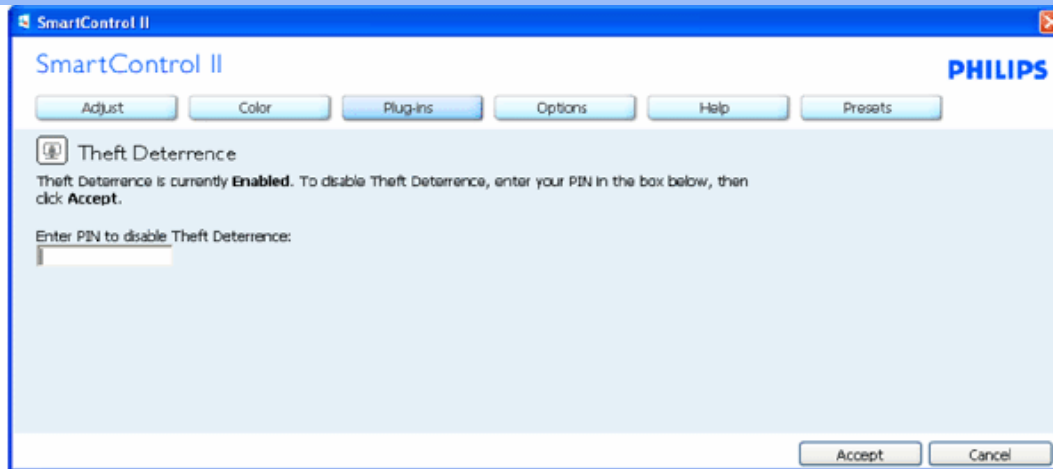 SmartControl II
SmartControl II
PHILIPS
Adjust Color Plug-ins Options Help Presets
Theft Deterrence
Theft Deterrence is currently Enabled. To disable Theft Deterrence, enter your PIN in the box below, then
click Accept.
Enter PIN to disable Theft Deterrence:
Accept Cancel